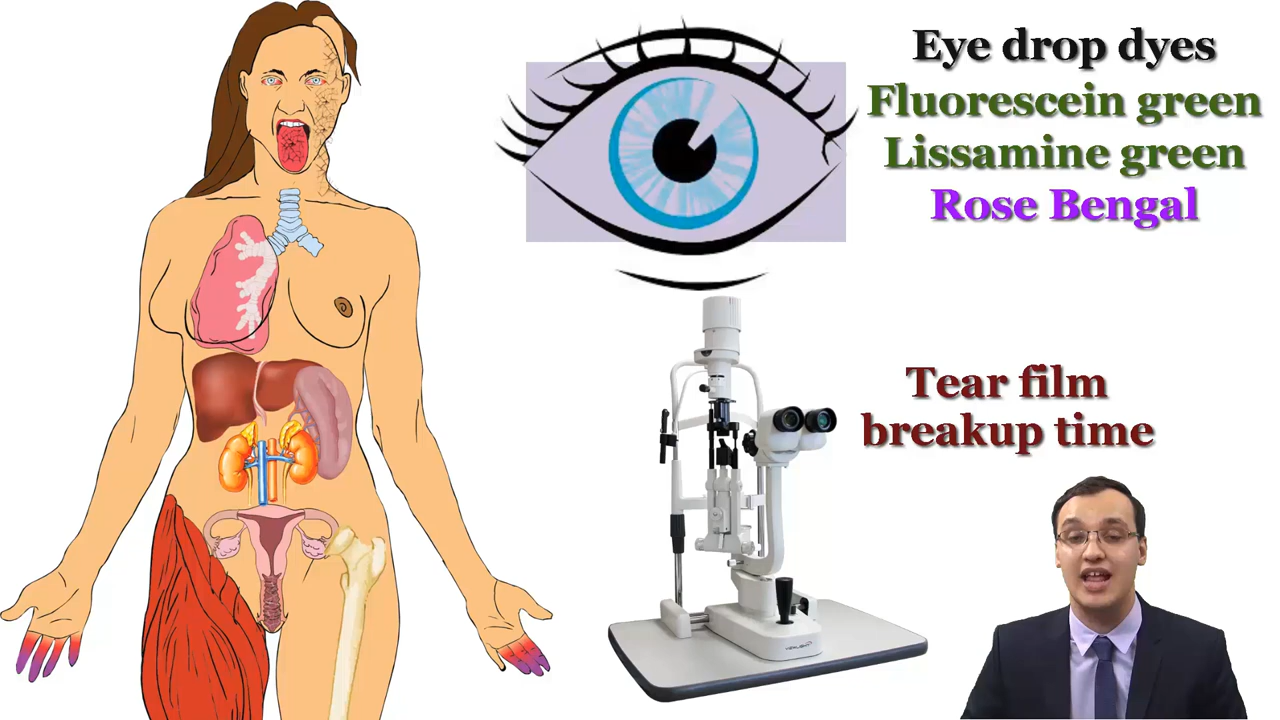 Eye drop dyes
Fluorescein green
Lissamine green
Rose Bengal
Tear film
breakup time